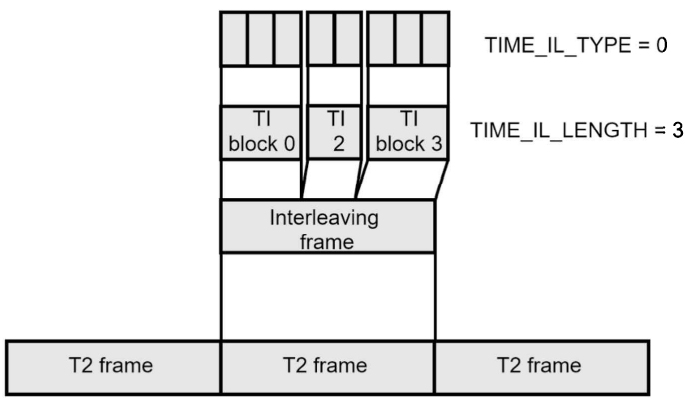 TIME_IL_TYPE = 0
TI
block 0
TI
2
TI
block 3
TIME_IL_LENGTH = 3
Interleaving
frame
T2 frame
T2 frame
T2 frame